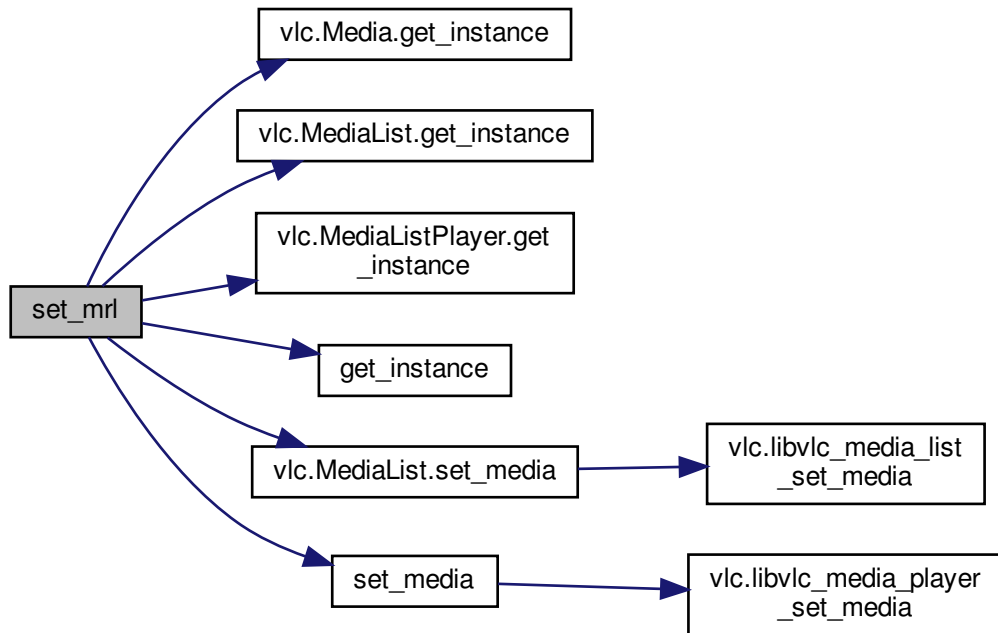 vlc.Media.get_instance
vlc.MediaList.get_instance
vlc.MediaListPlayer.get
_instance
set_mrl
get_instance
vlc.MediaList.set_media
vlc.libvlc_media_list
_set_media
set_media
vlc.libvlc_media_player
_set_media